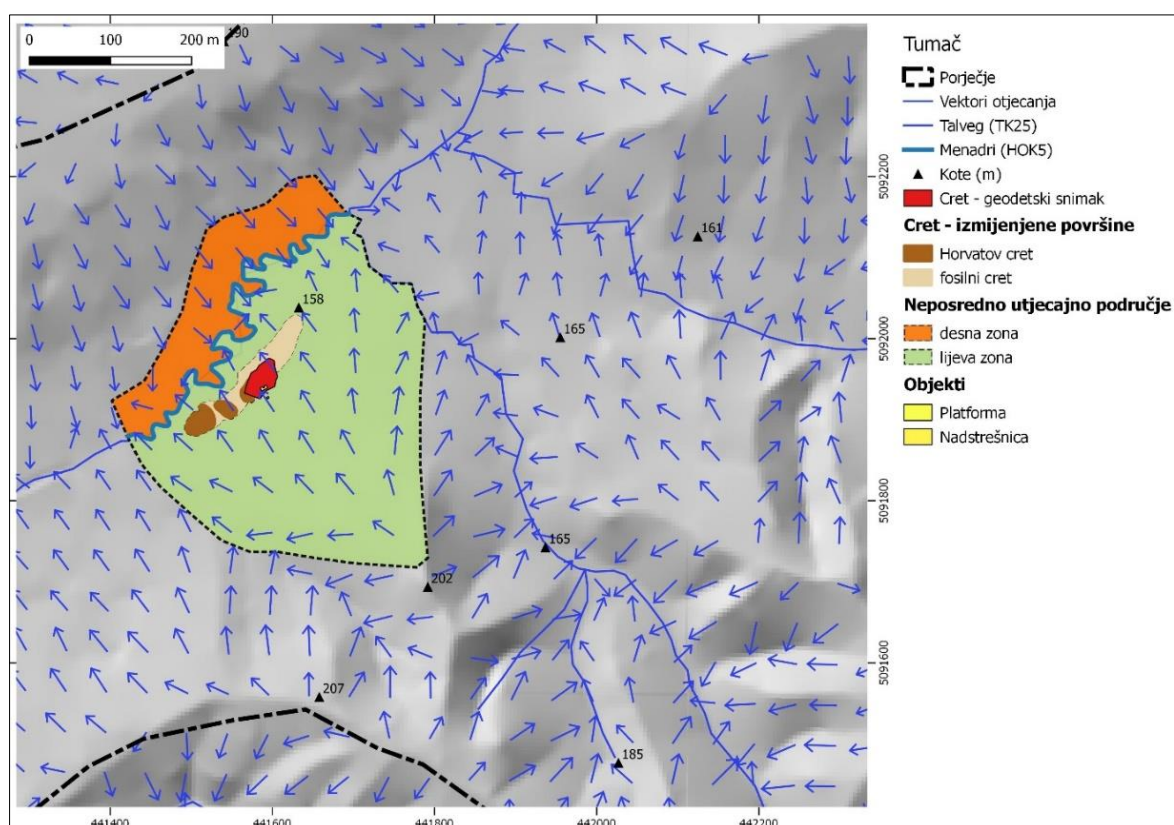 0 100 200 m
190
Tumač
Porječje
Vektori otjecanja
Talveg (TK25)
Menadri (HOK5)
Kote (m)
Cret - geodetski snimak
Cret - izmijenjene površine
Horvatov cret
fosilni cret
Neposredno utjecajno područje
desna zona
lijeva zona
Objekti
Platforma
Nadstrešnica
161
158
165
165
202
207
185
5092200
5092000
5091800
5091600
441400 441600 441800 442000 442200